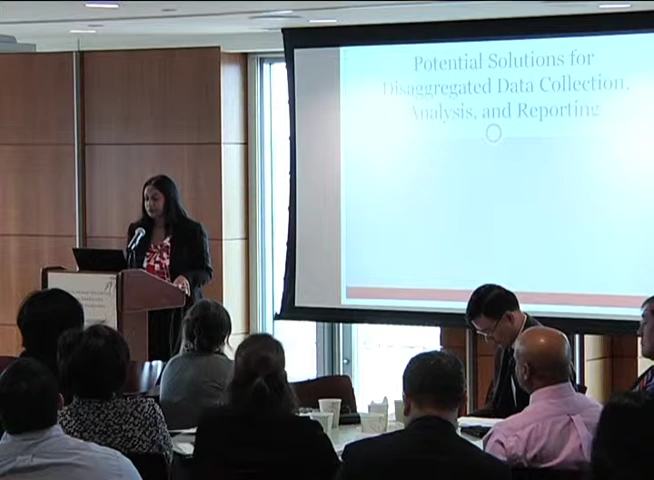 Potential Solutions for
Disaggregated Data Collection,
Analysis, and Reporting